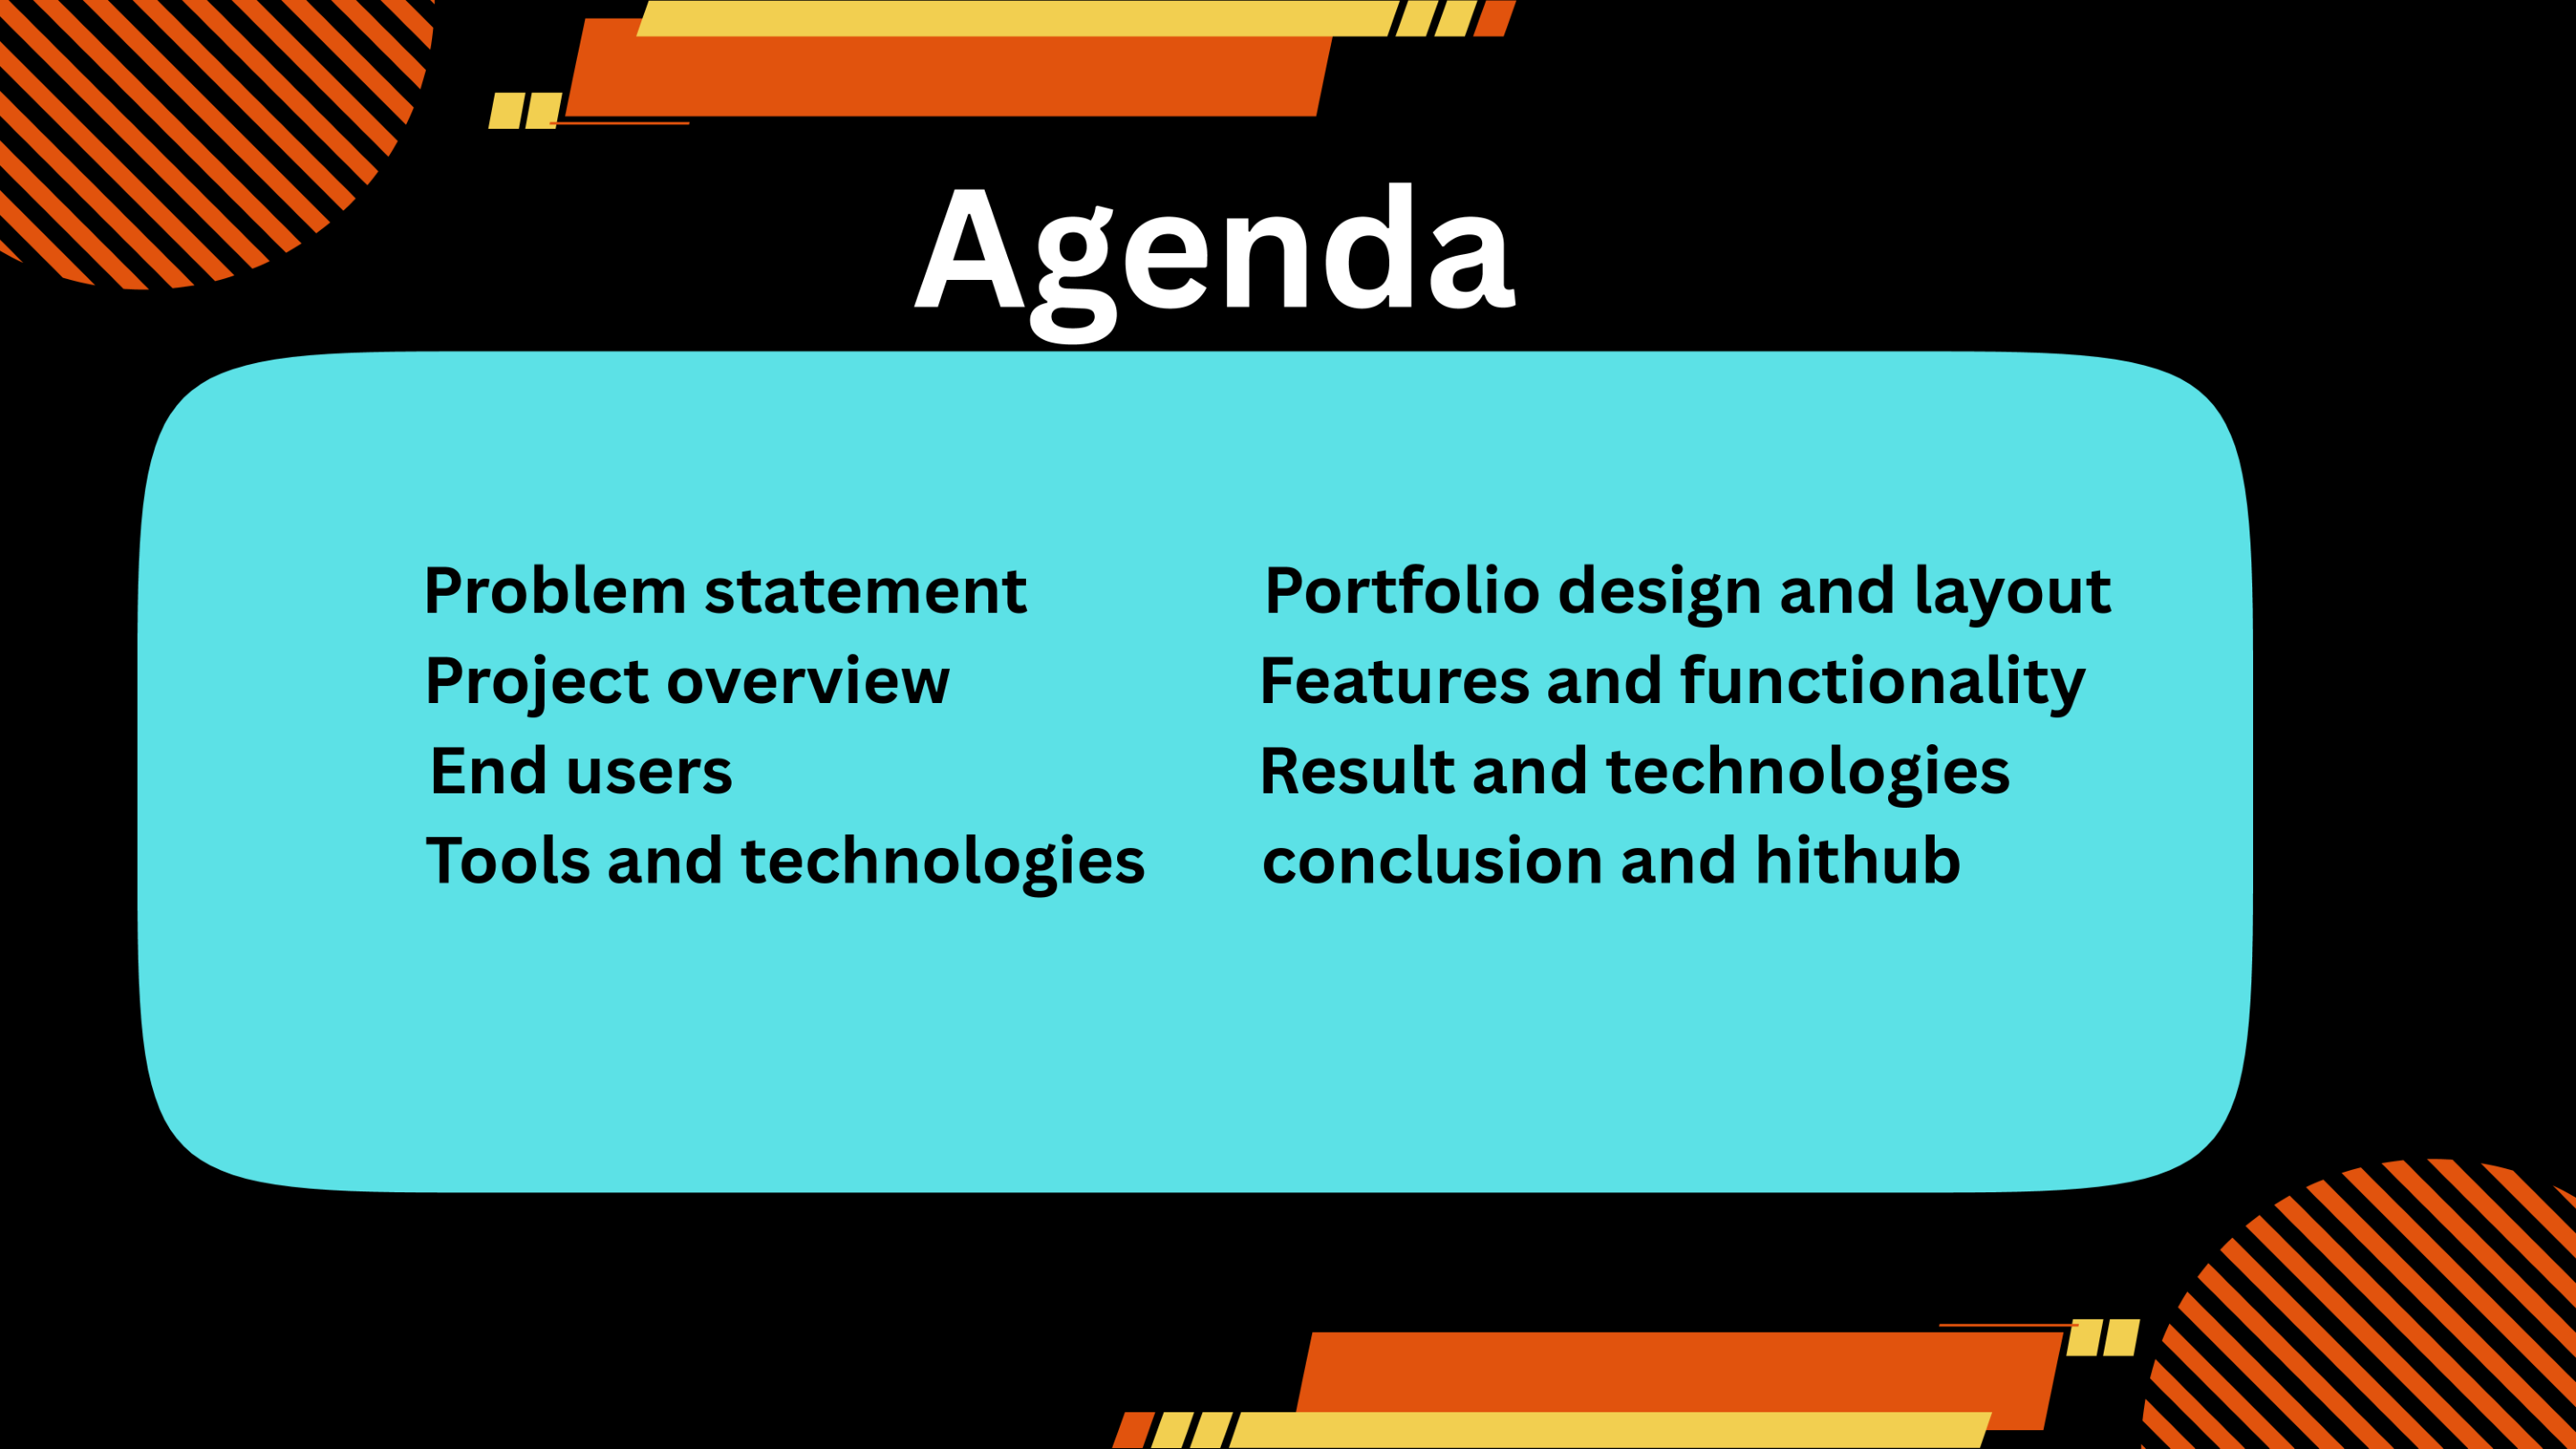 Agenda
Problem statement
Project overview
End users
Tools and technologies
Portfolio design and layout
Features and functionality
Result and technologies
conclusion and hithub